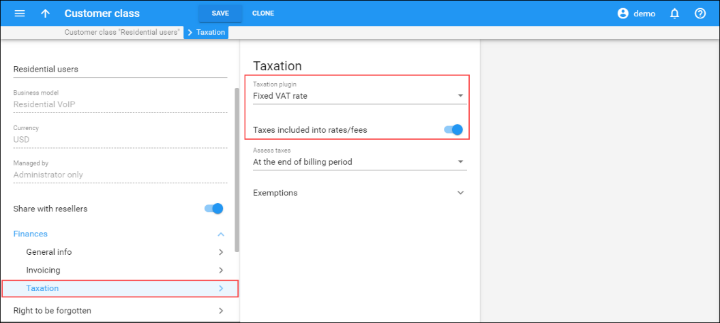 Customer class
SAVE
CLONE
demo
Customer class "Residential users"
Taxation
Residential users
Business model
Residential VoIP
Currency
USD
Managed by
Administrator only
Share with resellers
Finances
General info
Invoicing
Taxation
Right to be forgotten
Taxation
Taxation plugin
Fixed VAT rate
Taxes included into rates/fees
Assess taxes
At the end of billing period
Exemptions